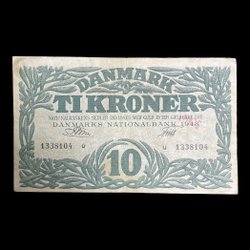 DANMARK
TI KRONER
DANMARKS NATIONALBANK 1948
1338104 u u 1338104
10